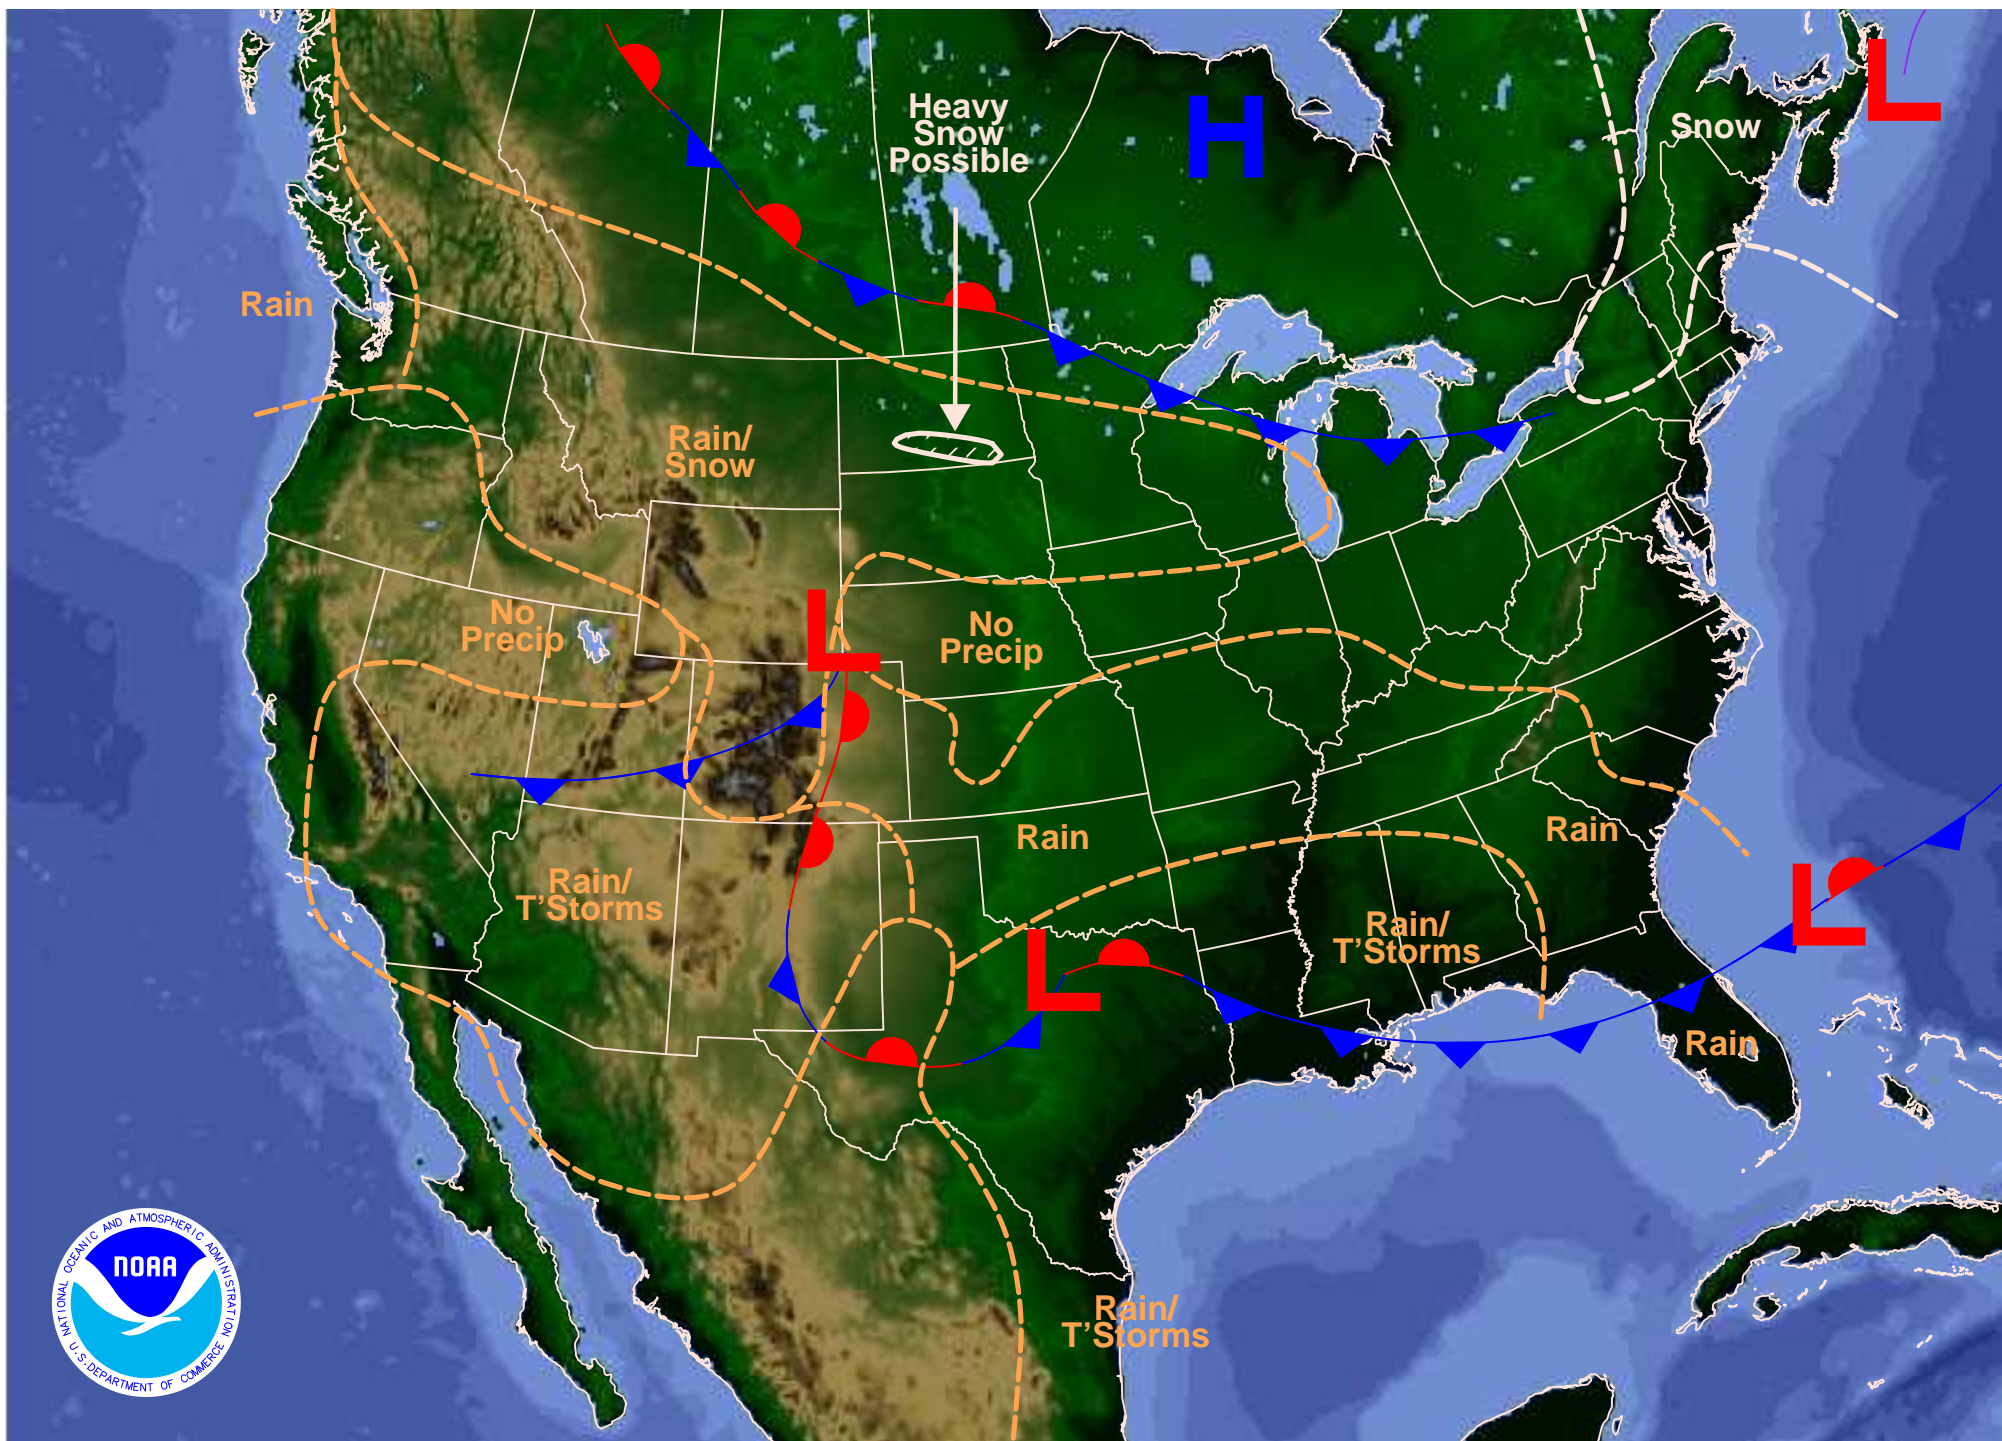 L
Heavy
Snow
Possible
H
Snow
Rain
Rain/
Snow
No
Precip
L
No
Precip
Rain
Rain
Rain/
T'Storms
L
Rain/
T'Storms
L
Rain
NATIONAL OCEANIC AND ATMOSPHERIC ADMINISTRATION
NOAA
U.S. DEPARTMENT OF COMMERCE
Rain/
T'Storms